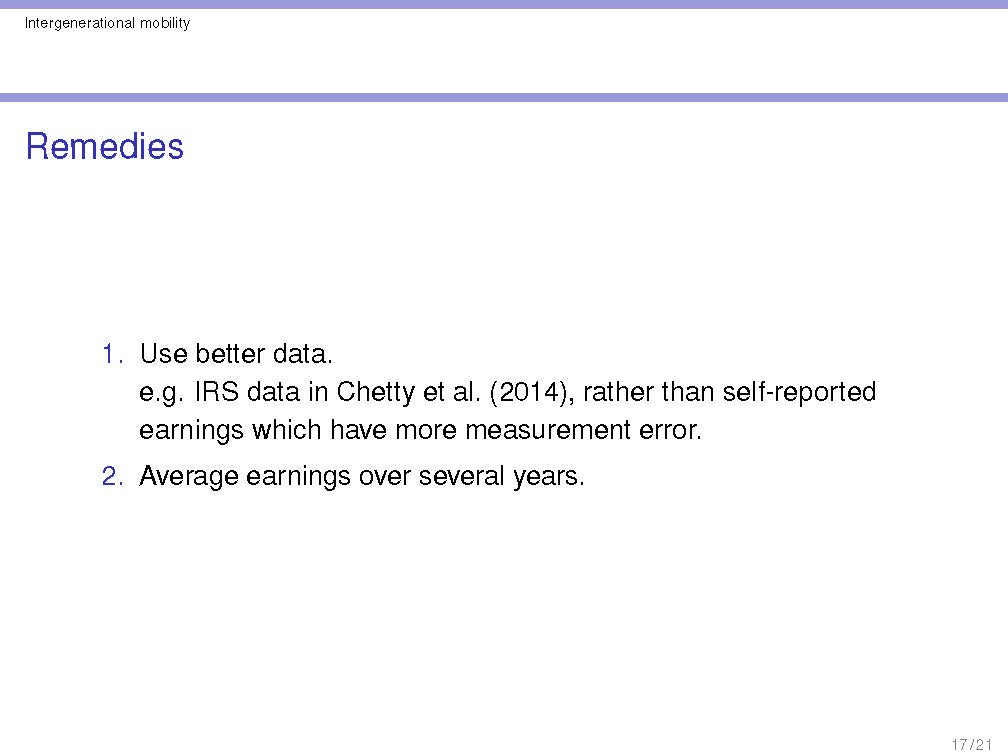 Intergenerational mobility
Remedies
1. Use better data.
e.g. IRS data in Chetty et al. (2014), rather than self-reported
earnings which have more measurement error.
2. Average earnings over several years.
17/21